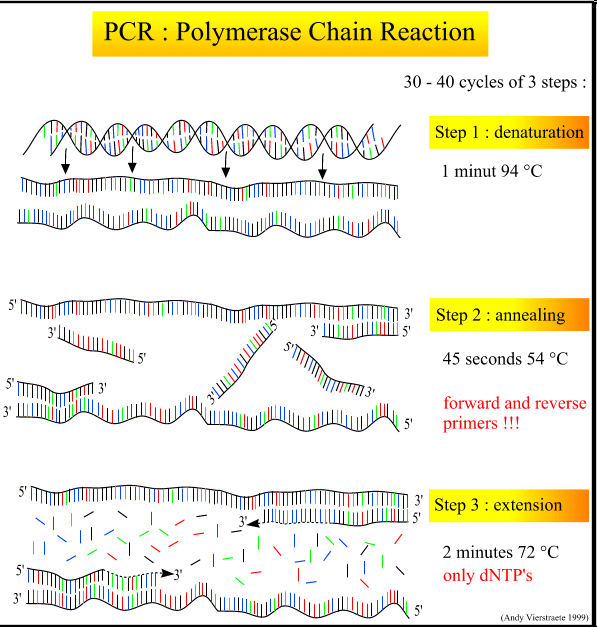 PCR : Polymerase Chain Reaction
30 - 40 cycles of 3 steps :
Step 1 : denaturation
1 minut 94 °C
Step 2 : annealing
5'
3'
3'
5'
5'
3'
5'
5'
3'
3'
3'
5'
3'
5'
45 seconds 54 °C
forward and reverse
primers !!!
Step 3 : extension
5'
3'
3'
5'
2 minutes 72 °C
only dNTP's
5'
3'
3'
5'
(Andy Vierstraete 1999)